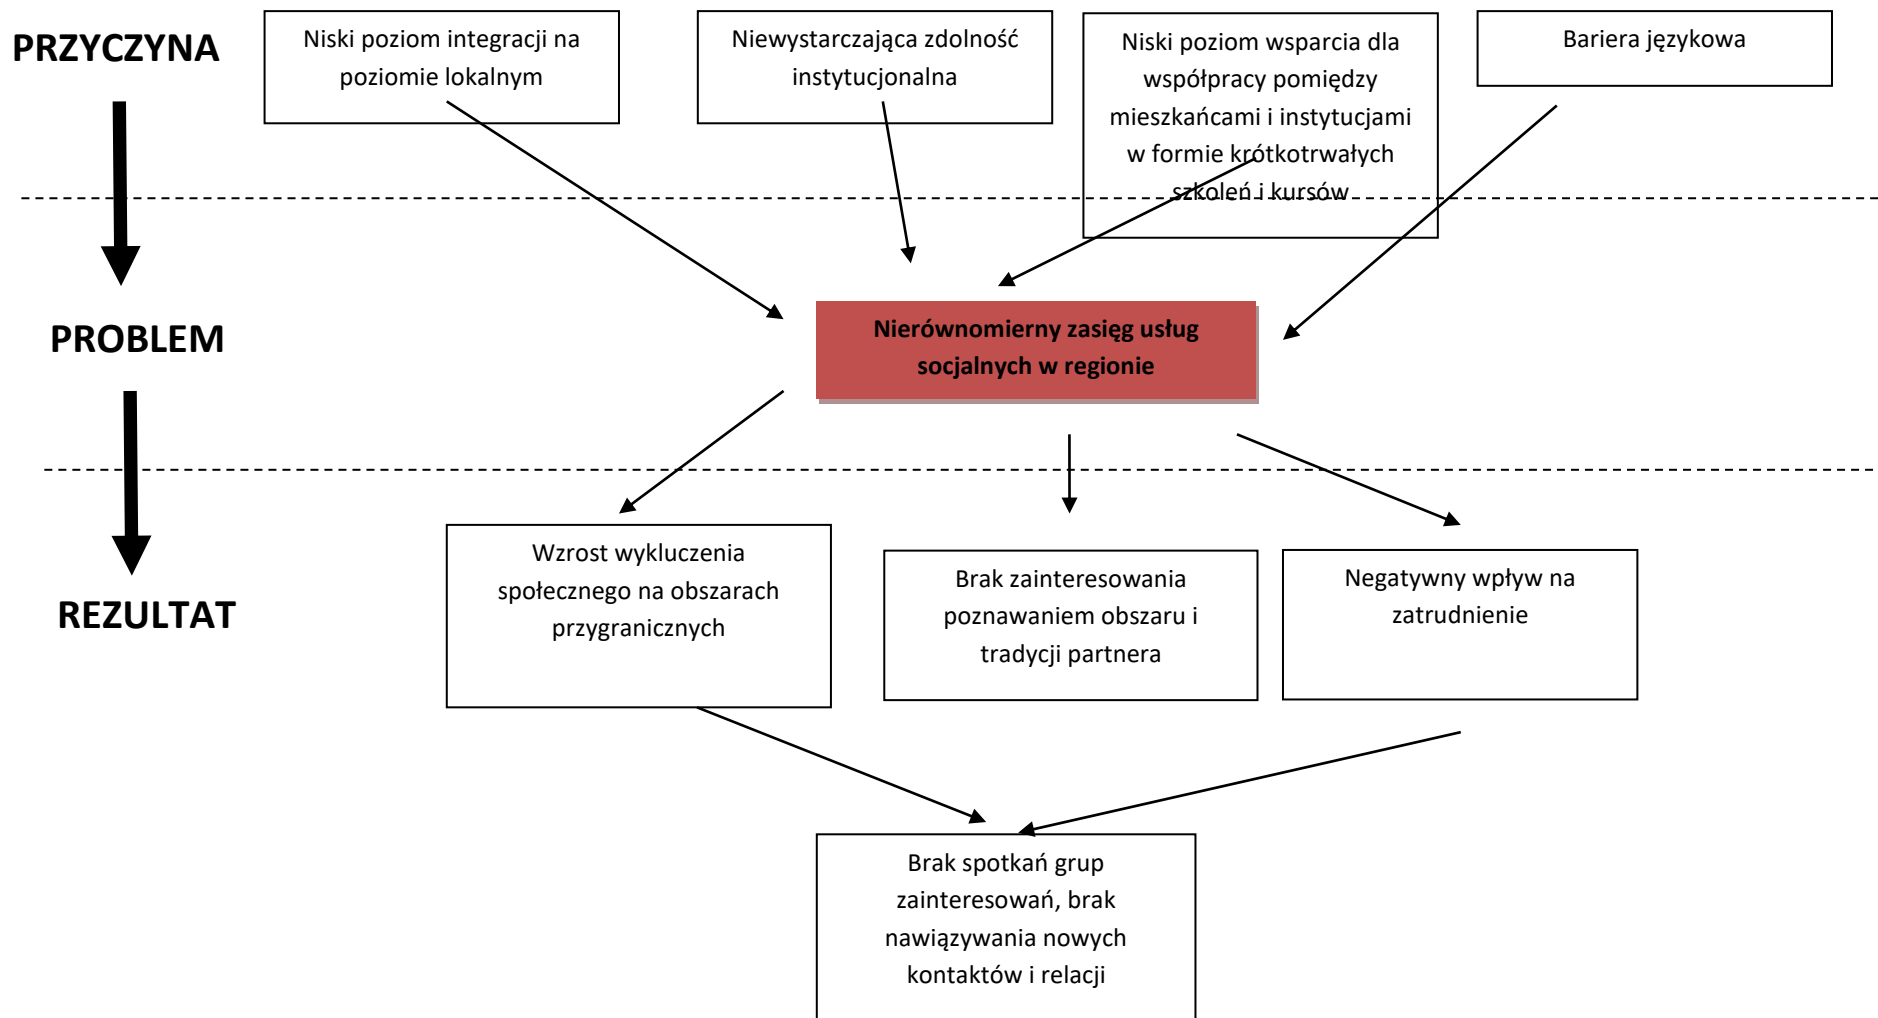 PRZYCZYNA
Niski poziom integracji na
poziomie lokalnym
Niewystarczająca zdolność
instytucjonalna
Niski poziom wsparcia dla
współpracy pomiędzy
mieszkańcami i instytucjami
w formie krótkotrwałych
szkoleń i kursów
Bariera językowa
PROBLEM
Nierównomierny zasięg usług
socjalnych w regionie
REZULTAT
Wzrost wykluczenia
społecznego na obszarach
przygranicznych
Brak zainteresowania
poznawaniem obszaru i
tradycji partnera
Negatywny wpływ na
zatrudnienie
Brak spotkań grup
zainteresowań, brak
nawiązywania nowych
kontaktów i relacji